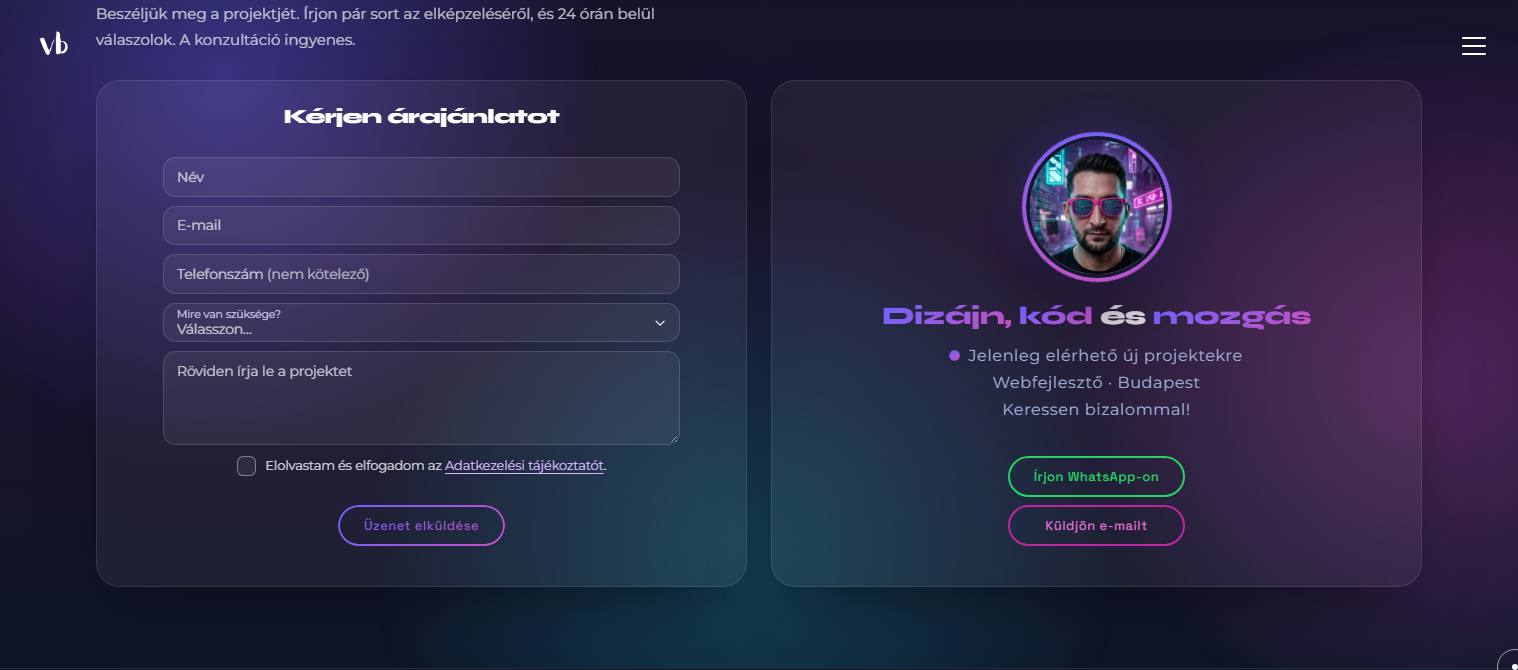 Beszéljük meg a projektjét. Írjon pár sort az elképzeléséről, és 24 órán belül
válaszolok. A konzultáció ingyenes.
vb
Kérjen árajánlatot
Név
E-mail
Telefonszám (nem kötelező)
Mire van szüksége?
Válasszon...
Röviden írja le a projektet
Elolvastam és elfogadom az Adatkezelési tájékoztatót.
Üzenet elküldése
Dizájn, kód és mozgás
Jelenleg elérhető új projektekre
Webfejlesztő · Budapest
Keressen bizalommal!
Írjon WhatsApp-on
Küldjön e-mailt